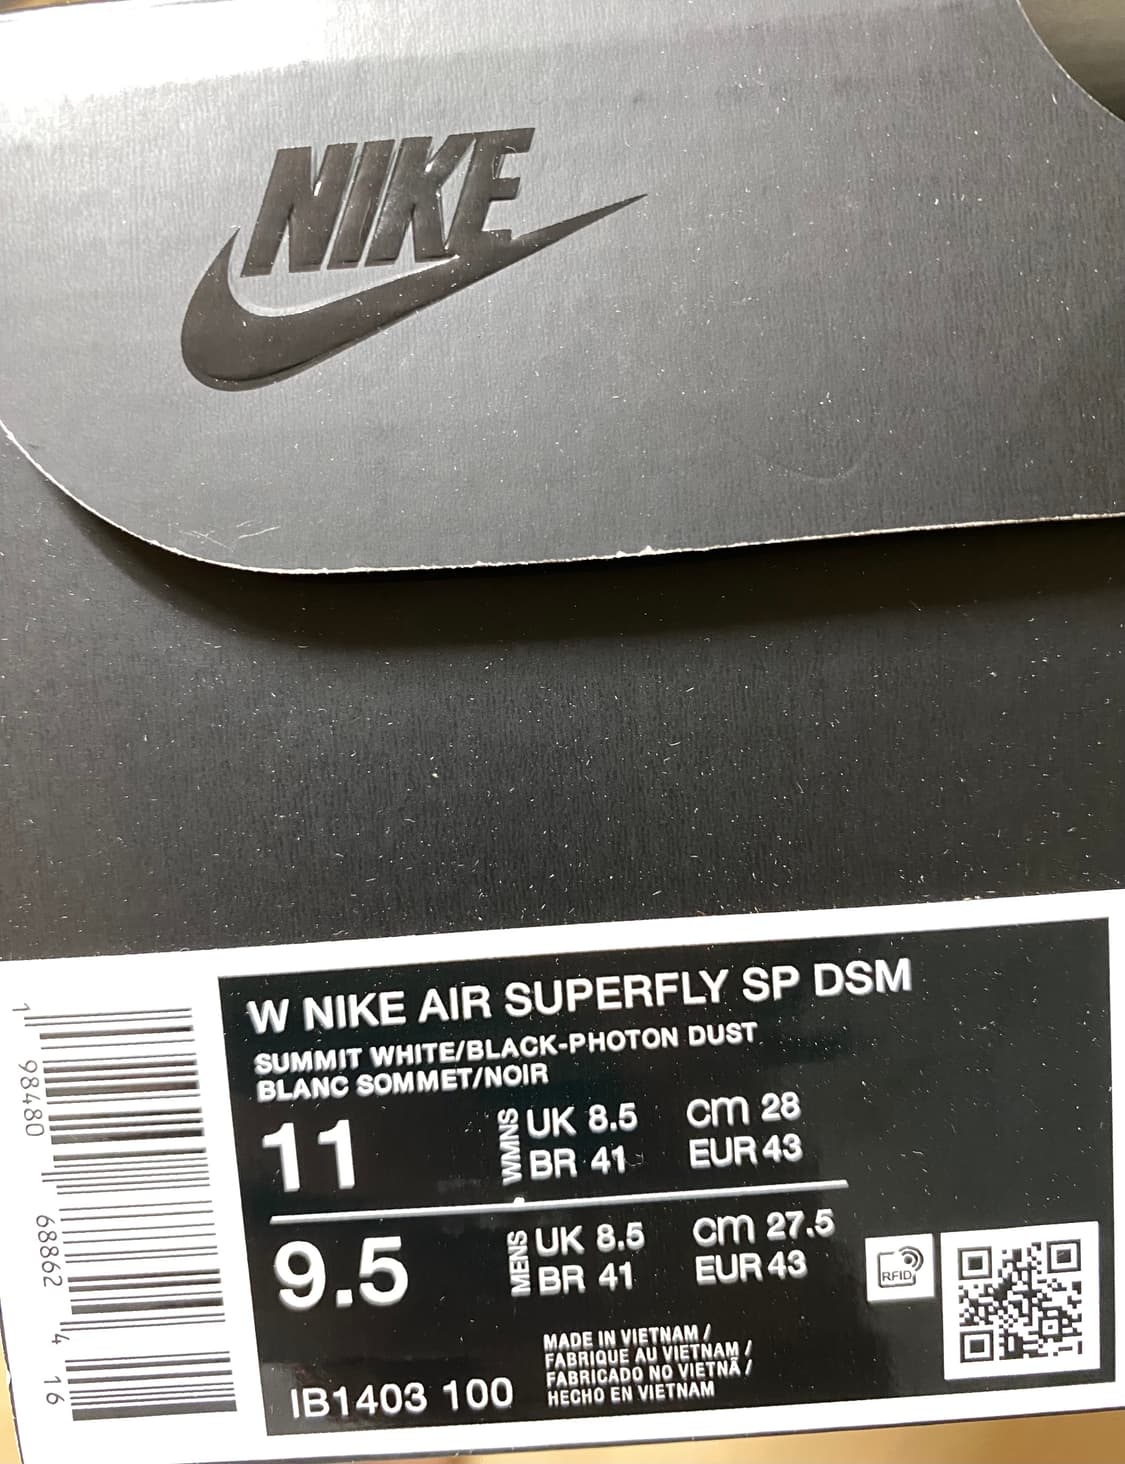 NIKE
W NIKE AIR SUPERFLY SP DSM
SUMMIT WHITE/BLACK-PHOTON DUST
BLANC SOMMET/NOIR
11 WMNS UK 8.5 cm 28
BR 41 EUR 43
9.5 MENS UK 8.5 cm 27.5
BR 41 EUR 43
RFID
MADE IN VIETNAM /
FABRIQUE AU VIETNAM /
FABRICADO NO VIETNÃ /
HECHO EN VIETNAM
IB1403 100
1 98480 68862 4 16